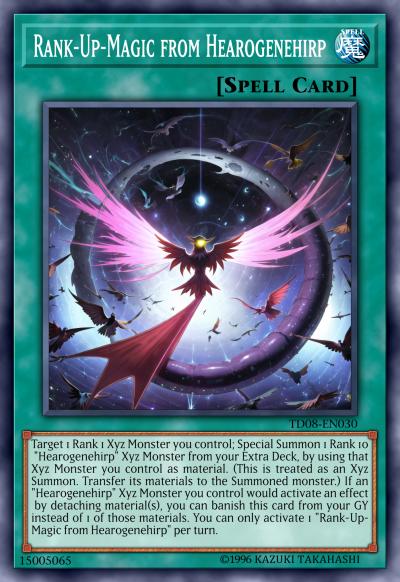 Rank-Up-Magic from Hearogenehirp
SPELL
魔
[Spell Card]
TD08-EN030
Target 1 Rank 1 Xyz Monster you control; Special Summon 1 Rank 10
"Hearogenehirp" Xyz Monster from your Extra Deck, by using that
Xyz Monster you control as material. (This is treated as an Xyz
Summon. Transfer its materials to the Summoned monster.) If an
"Hearogenehirp" Xyz Monster you control would activate an effect
by detaching material(s), you can banish this card from your GY
instead of 1 of those materials. You can only activate 1 "Rank-Up-
Magic from Hearogenehirp" per turn.
15005065
©1996 KAZUKI TAKAHASHI